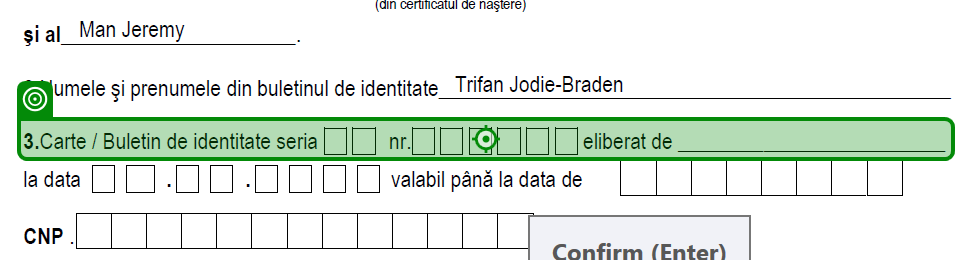 (din certificatul de naştere)
şi al Man Jeremy.
Numele şi prenumele din buletinul de identitate Trifan Jodie-Braden
3.Carte / Buletin de identitate seria nr. eliberat de
la data . . valabil până la data de
CNP .
Confirm (Enter)